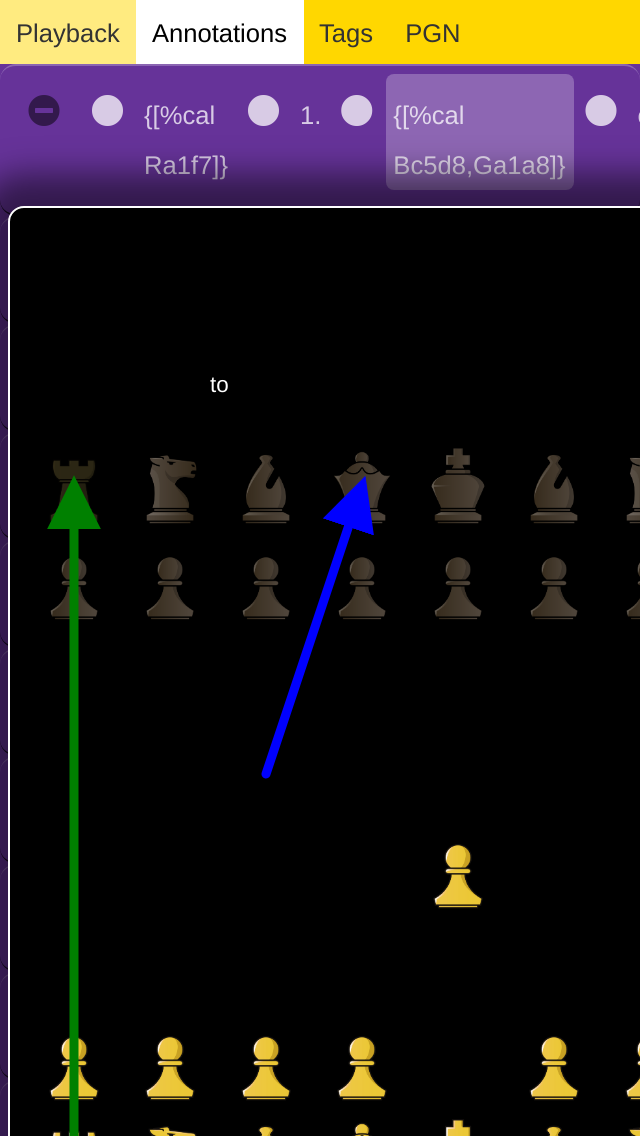 Playback Annotations Tags PGN
{[%cal 1. {[%cal
Ra1f7]} Bc5d8,Ga1a8]}
to